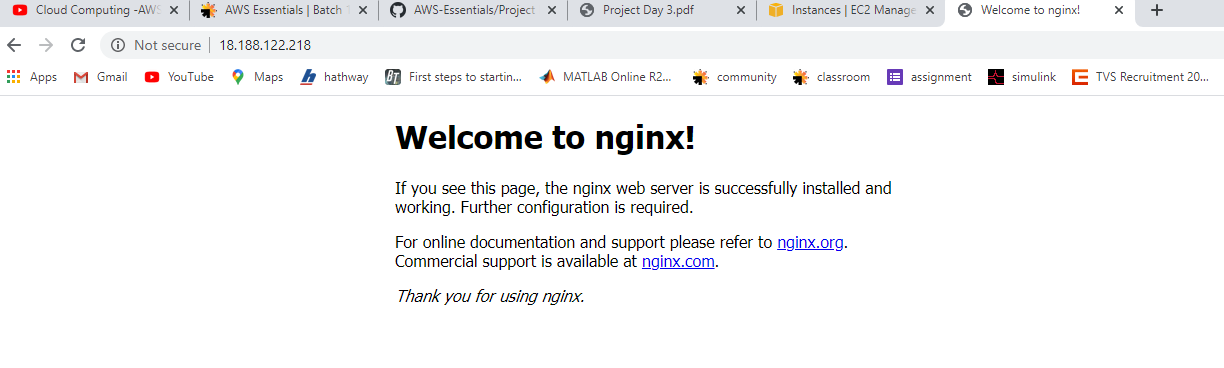 Cloud Computing -AWS
AWS Essentials | Batch
AWS-Essentials/Project
Project Day 3.pdf
Instances | EC2 Manage
Welcome to nginx!
Not secure | 18.188.122.218
Apps
Gmail
YouTube
Maps
hathway
First steps to startin...
MATLAB Online R2...
community
classroom
assignment
simulink
TVS Recruitment 20...
Welcome to nginx!
If you see this page, the nginx web server is successfully installed and
working. Further configuration is required.
For online documentation and support please refer to nginx.org.
Commercial support is available at nginx.com.
Thank you for using nginx.